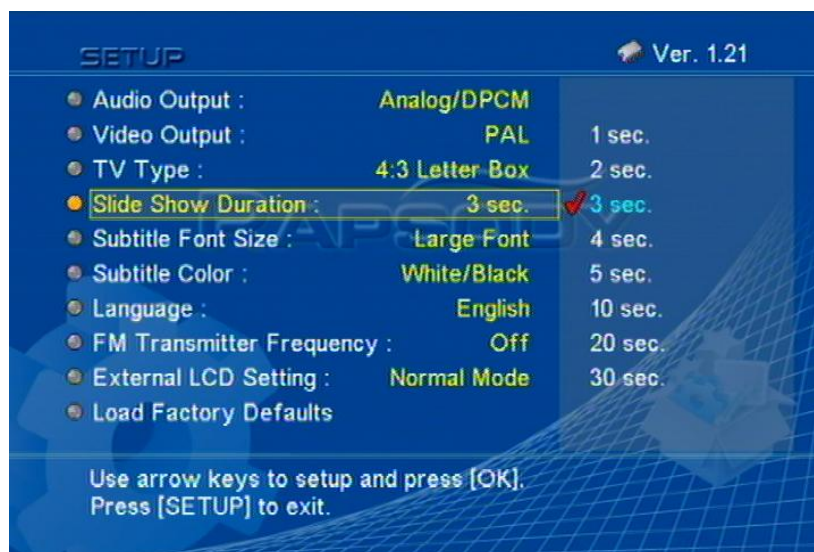 SETUP
Ver. 1.21
Audio Output : Analog/DPCM
Video Output : PAL 1 sec.
TV Type : 4:3 Letter Box 2 sec.
Slide Show Duration : 3 sec. 3 sec.
Subtitle Font Size : Large Font 4 sec.
Subtitle Color : White/Black 5 sec.
Language : English 10 sec.
FM Transmitter Frequency : Off 20 sec.
External LCD Setting : Normal Mode 30 sec.
Load Factory Defaults
Use arrow keys to setup and press [OK].
Press [SETUP] to exit.